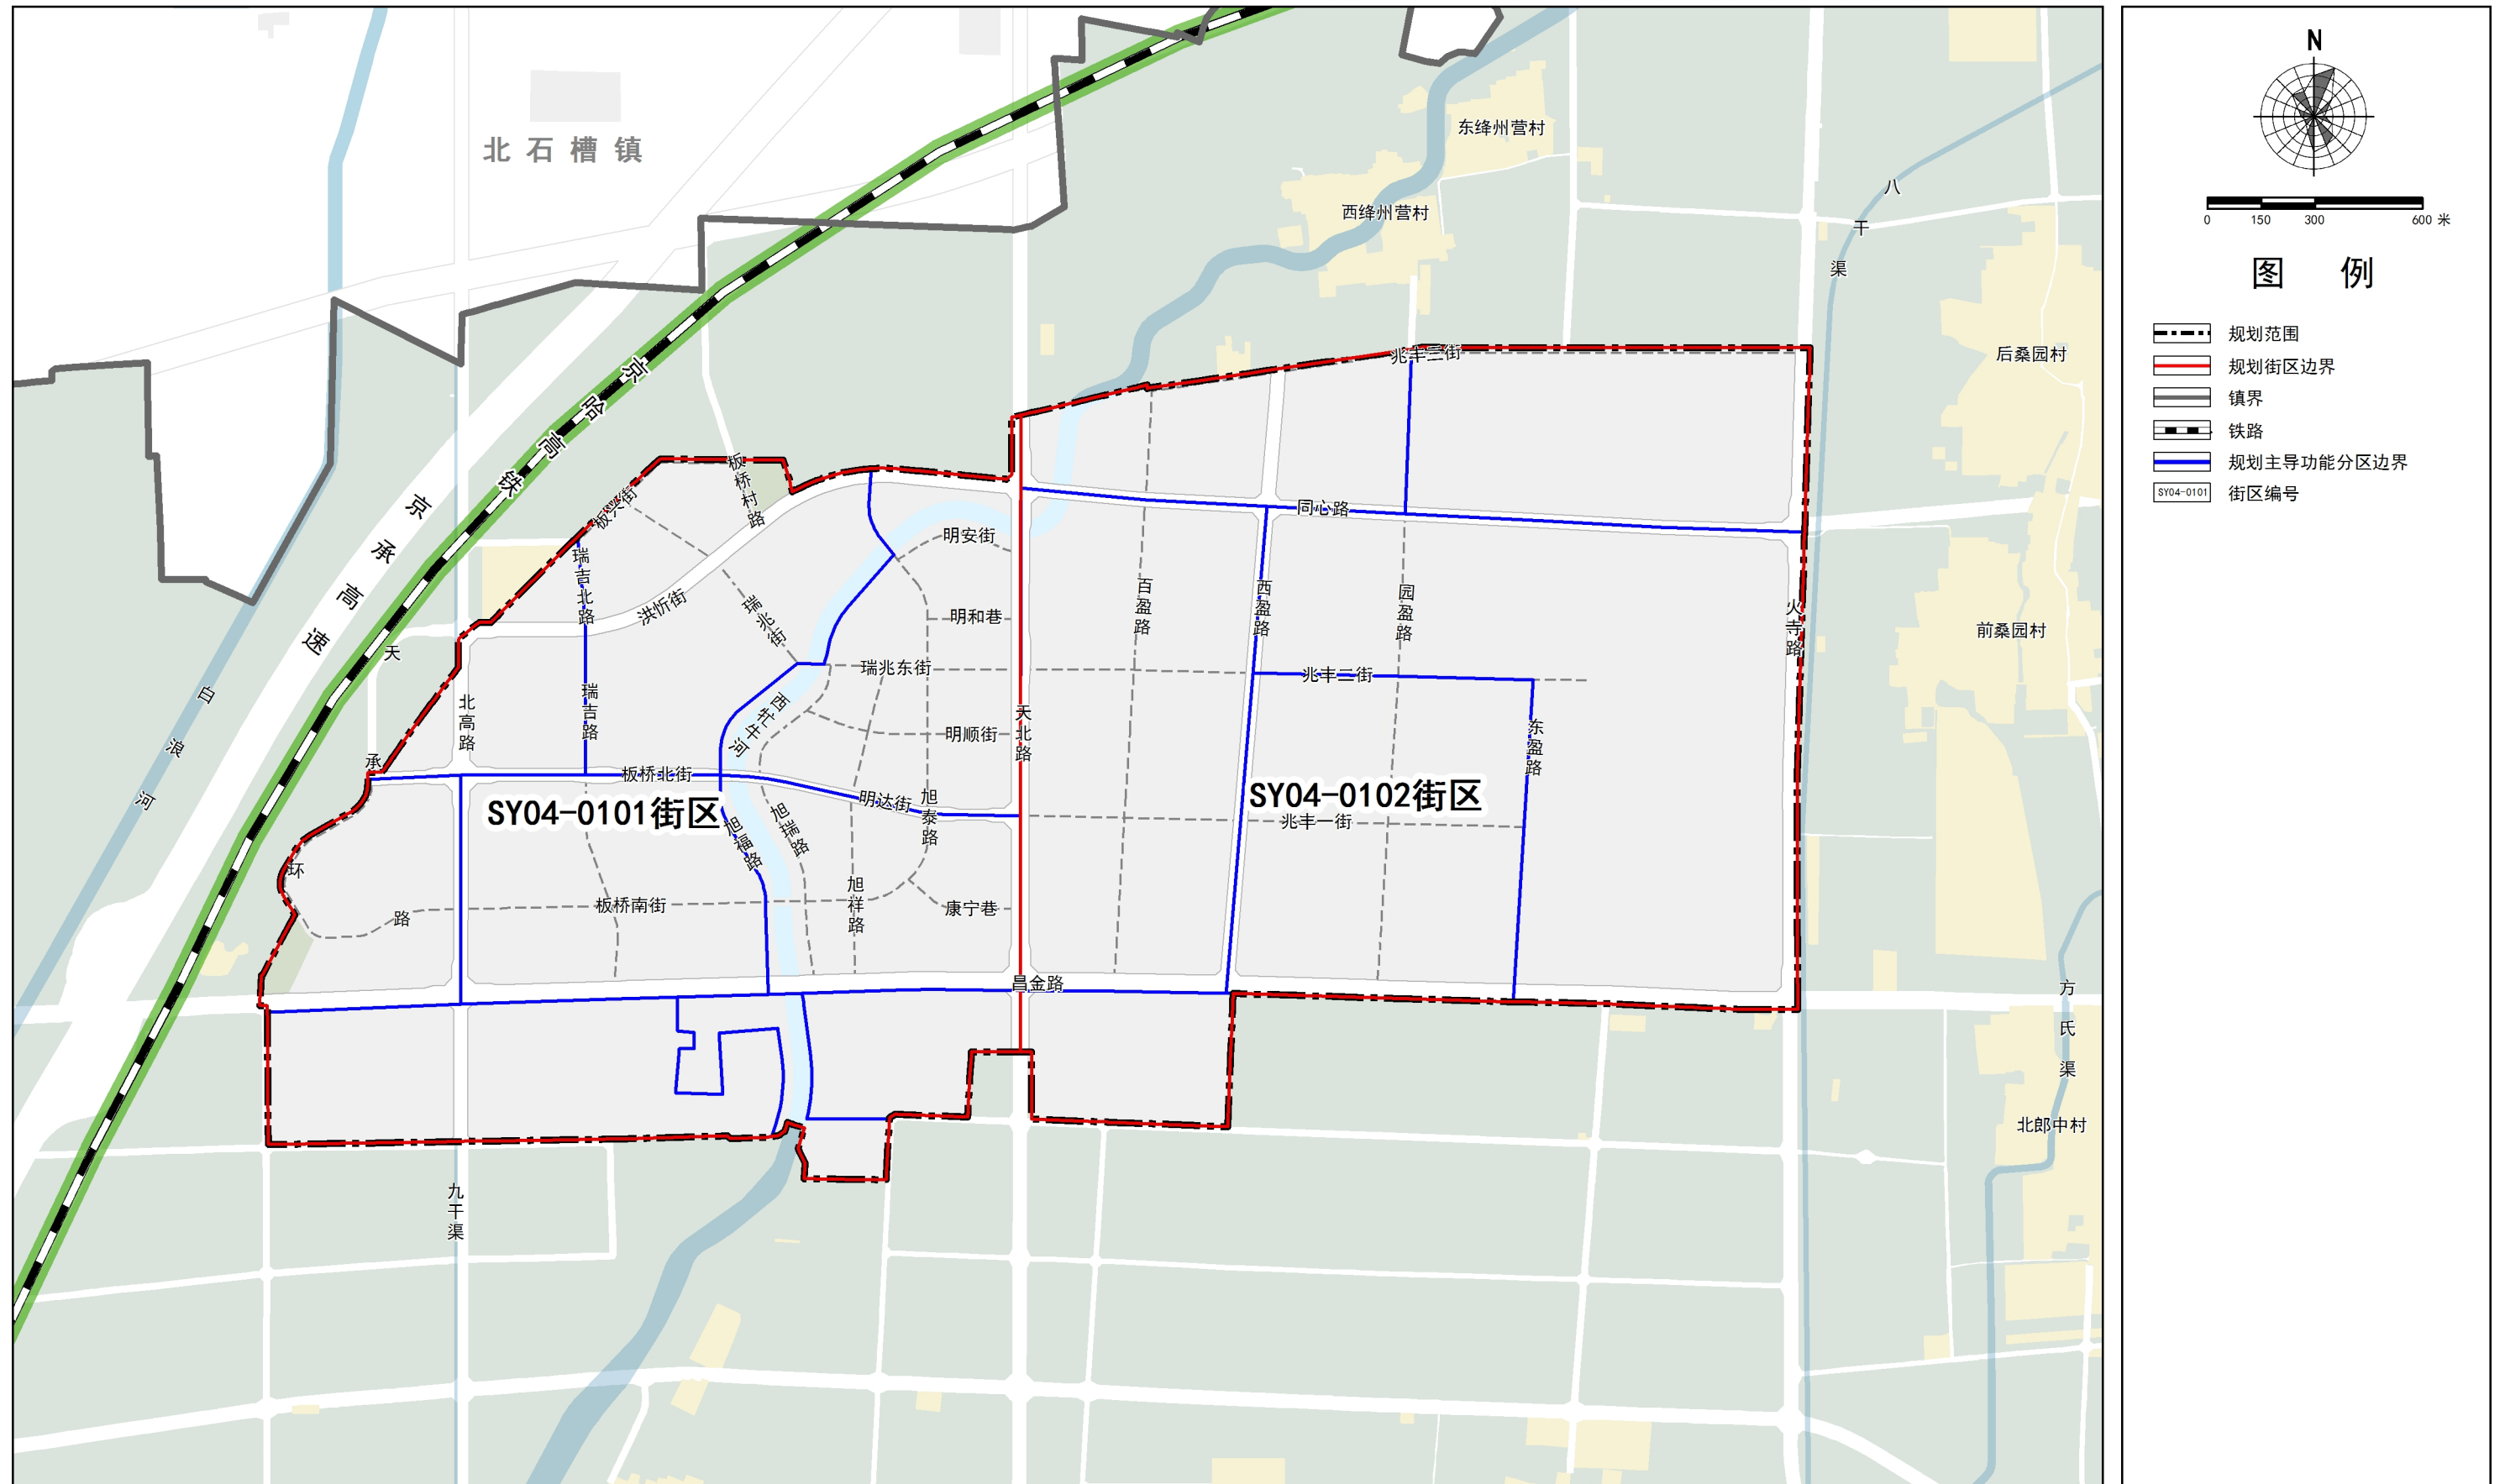 北石槽镇
东绛州营村
西绛州营村
八干渠
后桑园村
前桑园村
北郎中村
方氏渠
京哈高铁
京承高速
白浪河
兆丰三街
板桥村路
板兴街
同心路
瑞吉北路
洪忻街
瑞兆街
明安街
明和巷
百盈路
西盈路
园盈路
火寺路
天承环路
北高路
瑞吉路
西牤牛河
瑞兆东街
明顺街
天北路
兆丰二街
东盈路
板桥北街
SY04-0101街区
明达街
旭泰路
SY04-0102街区
兆丰一街
旭福路
旭瑞路
旭祥路
板桥南街
康宁巷
昌金路
九干渠
N
0 150 300 600 米
图 例
规划范围
规划街区边界
镇界
铁路
规划主导功能分区边界
SY04-0101 街区编号